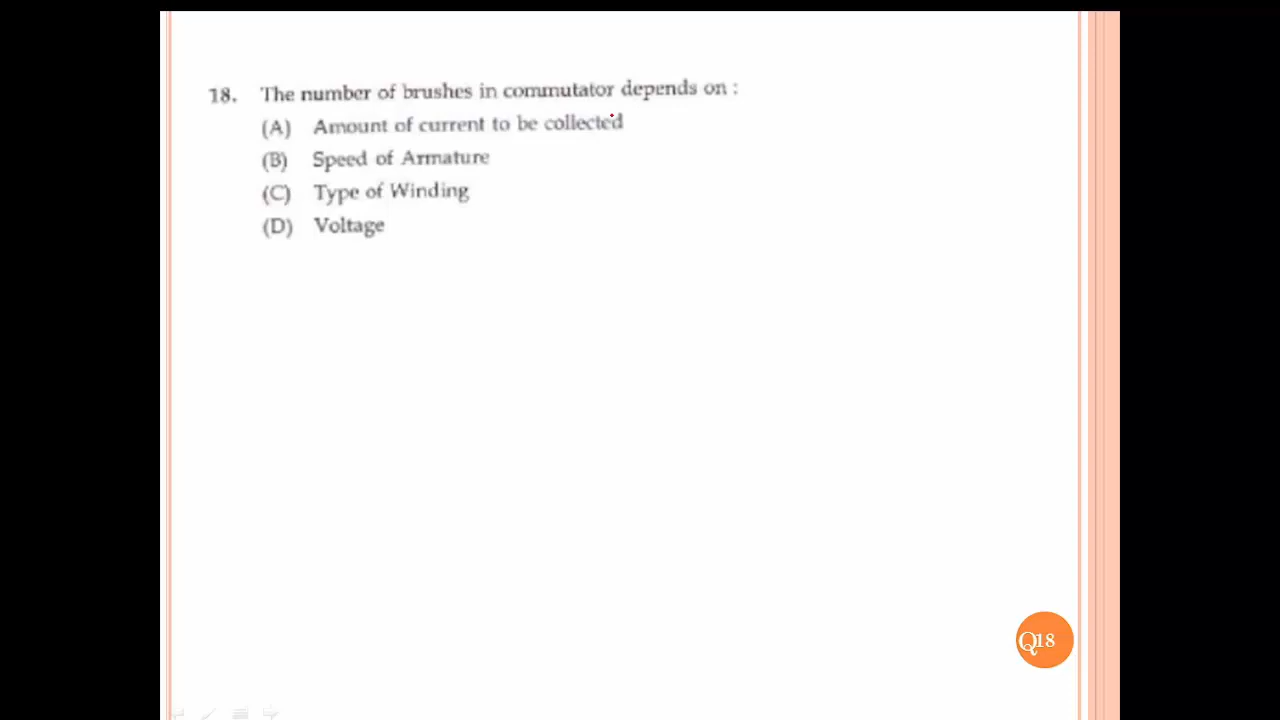 18. The number of brushes in commutator depends on :
(A) Amount of current to be collected
(B) Speed of Armature
(C) Type of Winding
(D) Voltage
Q18